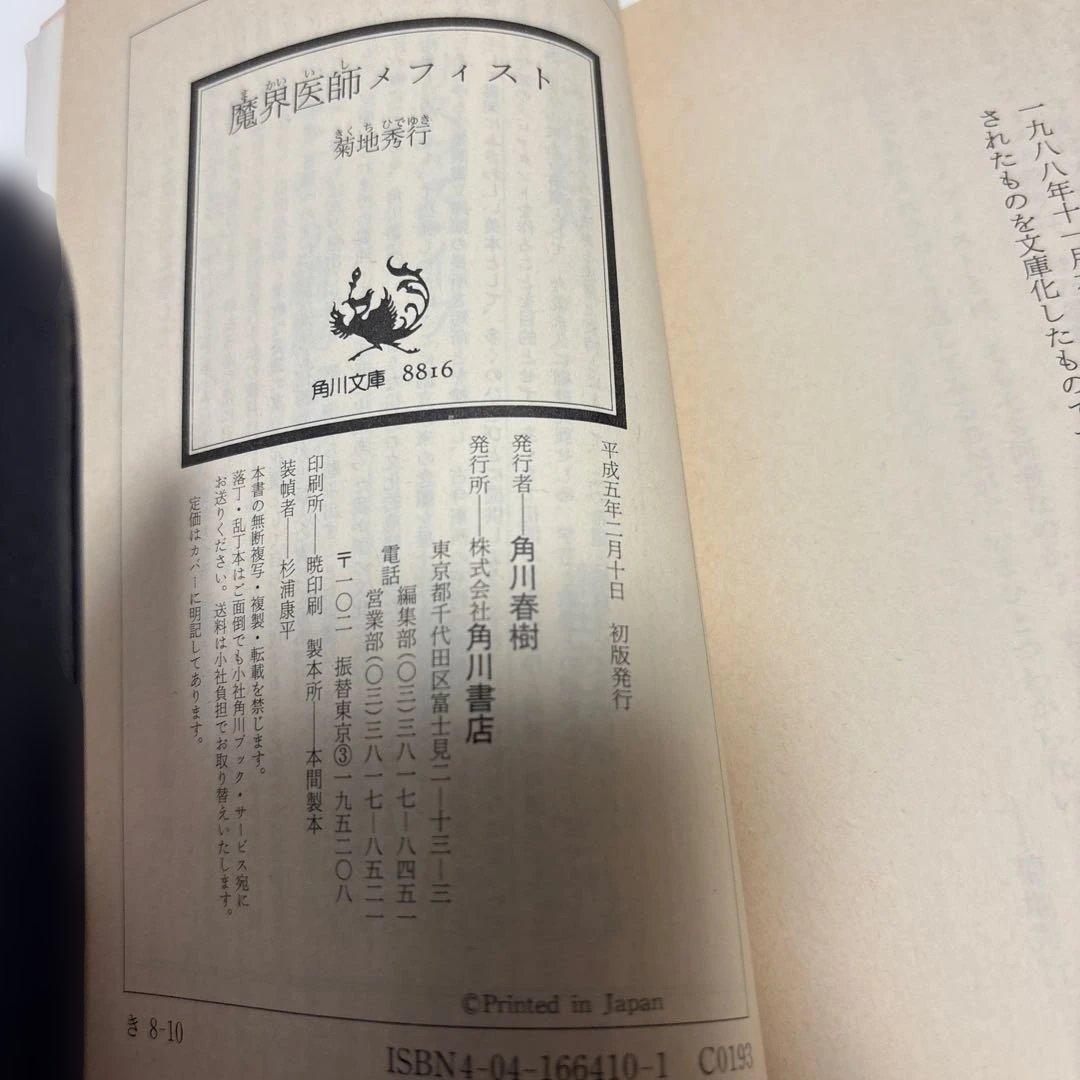 一九八八年十一月
されたものを文庫化したもので
魔界医師メフィスト
まかいいし
菊地秀行
きくちひでゆき
角川文庫 8816
平成五年二月十日 初版発行
発行者――角川春樹
発行所――株式会社角川書店
東京都千代田区富士見二―十三―三
電話 編集部(〇三)三八一七―八四五一
営業部(〇三)三八一七―八五二一
〒一〇二 振替東京③一九五二〇八
印刷所――暁印刷 製本所――本間製本
装幀者――杉浦康平
本書の無断複写・複製・転載を禁じます。
落丁・乱丁本はご面倒でも小社角川ブック・サービス宛に
お送りください。送料は小社負担でお取り替えいたします。
定価はカバーに明記してあります。
©Printed in Japan
き 8-10
ISBN4-04-166410-1 C0193